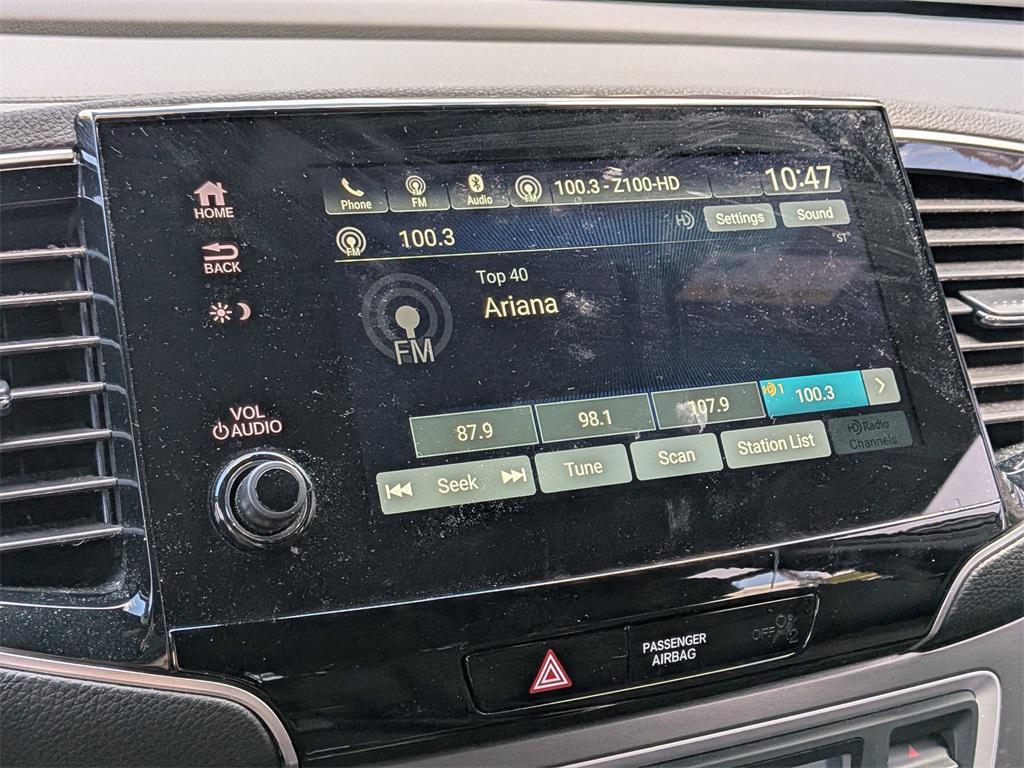 HOME
BACK
VOL
AUDIO
Phone
FM
Audio
FM
100.3 - Z100-HD
10:47
FM
100.3
HD
Settings
Sound
ST
FM
Top 40
Ariana
87.9
98.1
107.9
HD 1
100.3
Seek
Tune
Scan
Station List
HD Radio
Channels
PASSENGER
AIRBAG
OFF